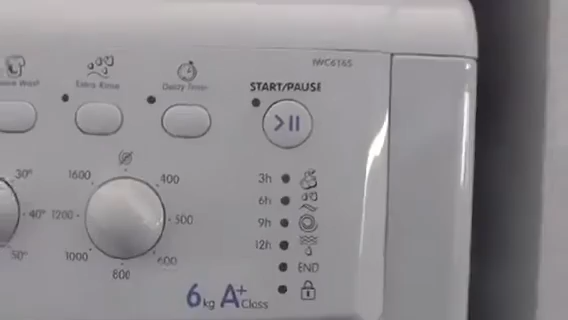 IWC6165
Extra Rinse
Delay Timer
START/PAUSE
1600
400
30°
40°
1200
500
50°
1000
600
800
3h
6h
9h
12h
END
6kg A+ Class